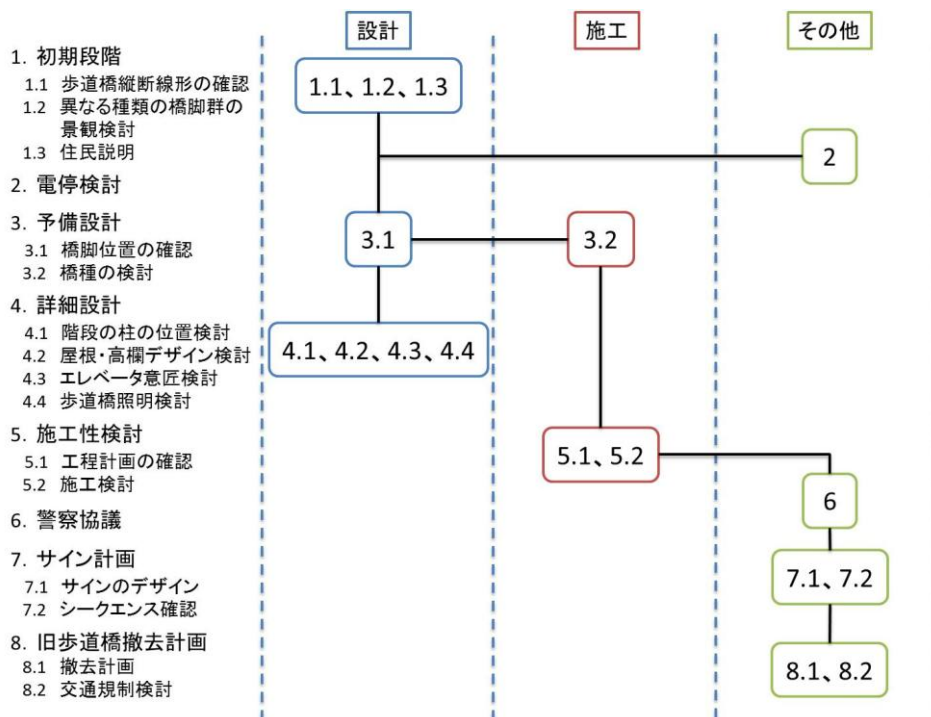 設計
施工
その他
1. 初期段階
1.1 歩道橋縦断線形の確認
1.2 異なる種類の橋脚群の
景観検討
1.3 住民説明
2. 電停検討
3. 予備設計
3.1 橋脚位置の確認
3.2 橋種の検討
4. 詳細設計
4.1 階段の柱の位置検討
4.2 屋根・高欄デザイン検討
4.3 エレベータ意匠検討
4.4 歩道橋照明検討
5. 施工性検討
5.1 工程計画の確認
5.2 施工検討
6. 警察協議
7. サイン計画
7.1 サインのデザイン
7.2 シークエンス確認
8. 旧歩道橋撤去計画
8.1 撤去計画
8.2 交通規制検討
1.1、1.2、1.3
2
3.1
3.2
4.1、4.2、4.3、4.4
5.1、5.2
6
7.1、7.2
8.1、8.2